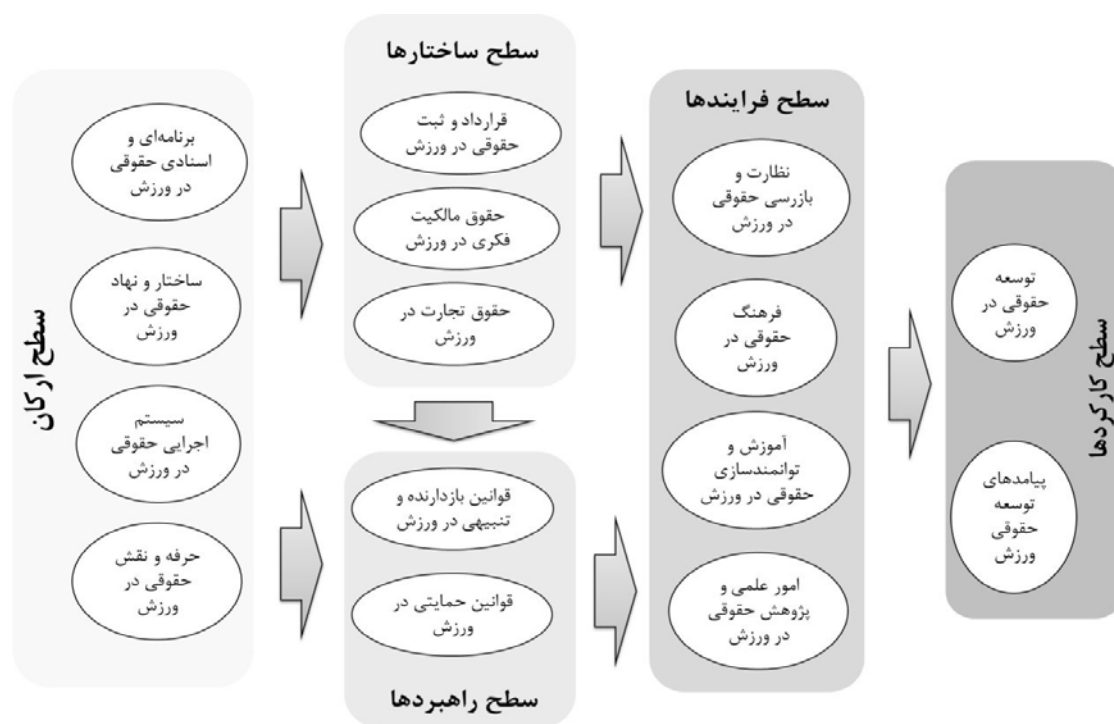 سطح ارکان
برنامه‌ای و
اسنادی حقوقی
در ورزش
ساختار و نهاد
حقوقی در
ورزش
سیستم
اجرایی حقوقی
در ورزش
حرفه و نقش
حقوقی در
ورزش
سطح ساختارها
قرارداد و ثبت
حقوقی در ورزش
حقوق مالکیت
فکری در ورزش
حقوق تجارت در
ورزش
قوانین بازدارنده و
تنبیهی در ورزش
قوانین حمایتی در
ورزش
سطح راهبردها
سطح فرایندها
نظارت و
بازرسی حقوقی
در ورزش
فرهنگ
حقوقی در
ورزش
آموزش و
توانمندسازی
حقوقی در ورزش
امور علمی و
پژوهش حقوقی
در ورزش
سطح کارکردها
توسعه
حقوقی در
ورزش
پیامدهای
توسعه
حقوقی
ورزش